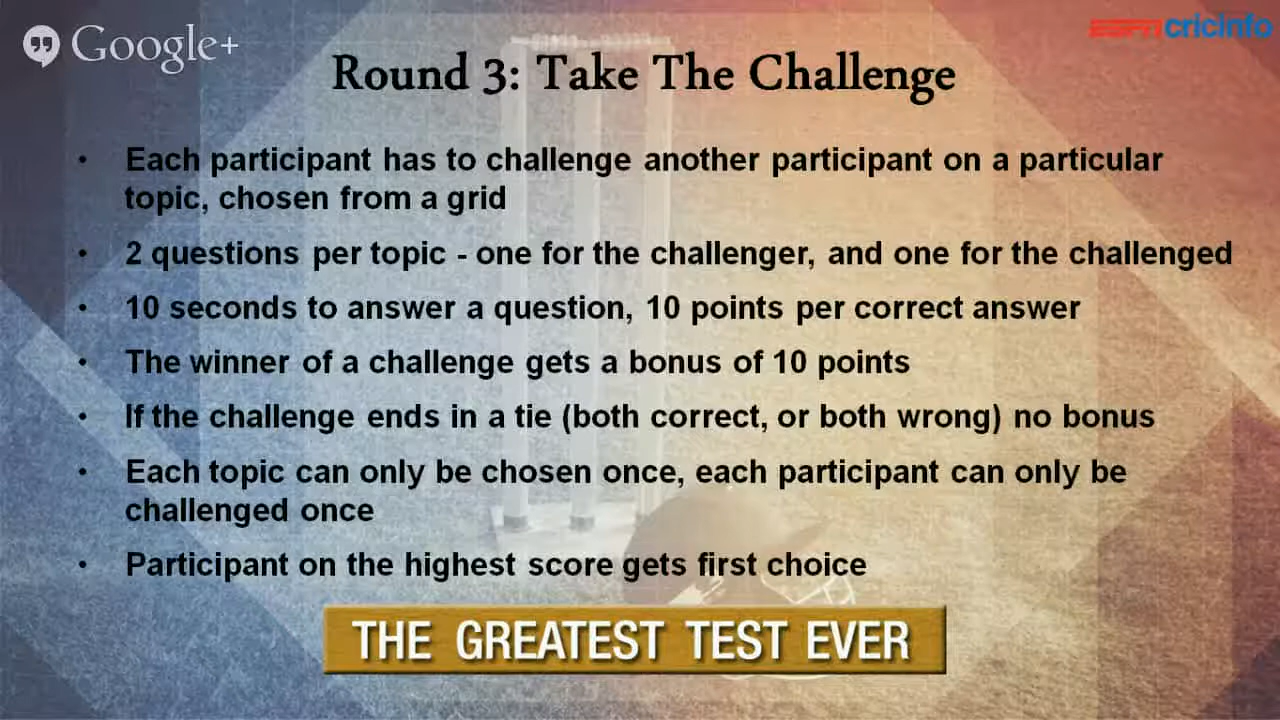 Google+
ESPN cricinfo
Round 3: Take The Challenge
• Each participant has to challenge another participant on a particular
topic, chosen from a grid
• 2 questions per topic - one for the challenger, and one for the challenged
• 10 seconds to answer a question, 10 points per correct answer
• The winner of a challenge gets a bonus of 10 points
• If the challenge ends in a tie (both correct, or both wrong) no bonus
• Each topic can only be chosen once, each participant can only be
challenged once
• Participant on the highest score gets first choice
THE GREATEST TEST EVER